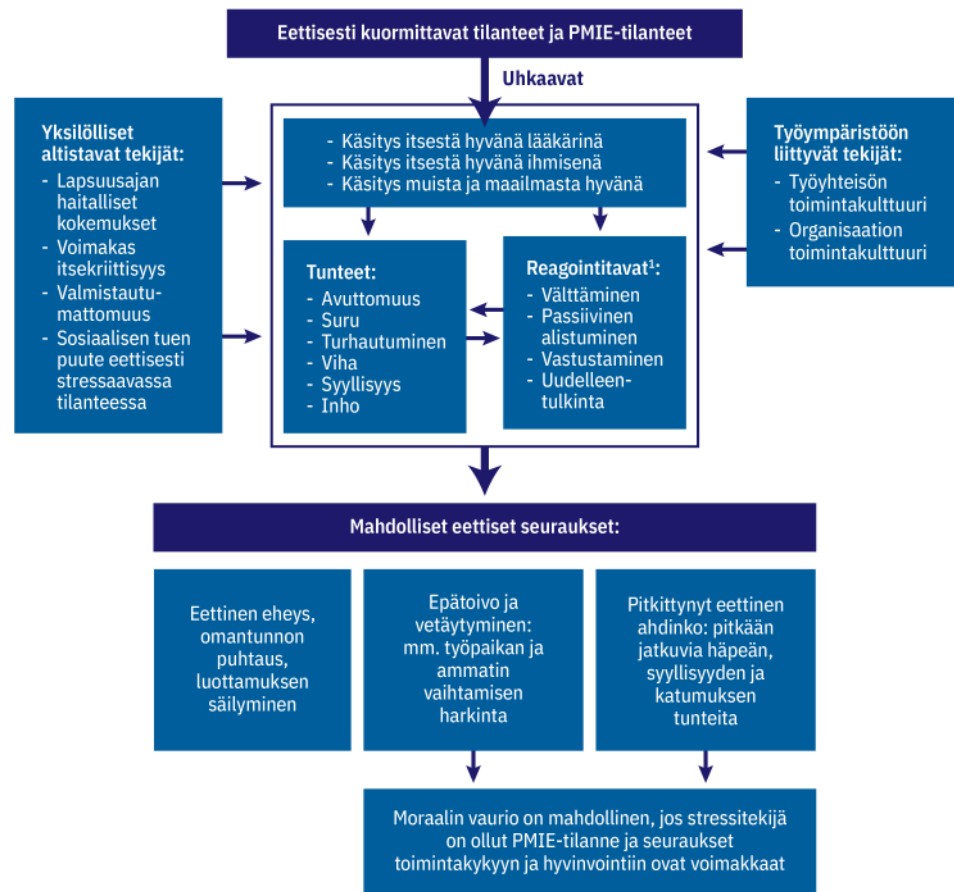 Eettisesti kuormittavat tilanteet ja PMIE-tilanteet
Uhkaavat
Yksilölliset
altistavat tekijät:
- Lapsuusajan
haitalliset
kokemukset
- Voimakas
itsekriittisyys
- Valmistautu-
mattomuus
- Sosiaalisen tuen
puute eettisesti
stressaavassa
tilanteessa
- Käsitys itsestä hyvänä lääkärinä
- Käsitys itsestä hyvänä ihmisenä
- Käsitys muista ja maailmasta hyvänä
Tunteet:
- Avuttomuus
- Suru
- Turhautuminen
- Viha
- Syyllisyys
- Inho
Reagointitavat¹:
- Välttäminen
- Passiivinen
alistuminen
- Vastustaminen
- Uudelleen-
tulkinta
Työympäristöön
liittyvät tekijät:
- Työyhteisön
toimintakulttuuri
- Organisaation
toimintakulttuuri
Mahdolliset eettiset seuraukset:
Eettinen eheys,
omantunnon
puhtaus,
luottamuksen
säilyminen
Epätoivo ja
vetäytyminen:
mm. työpaikan ja
ammatin
vaihtamisen
harkinta
Pitkittynyt eettinen
ahdinko: pitkään
jatkuvia häpeän,
syyllisyyden ja
katumuksen
tunteita
Moraalin vaurio on mahdollinen, jos stressitekijä
on ollut PMIE-tilanne ja seuraukset
toimintakykyyn ja hyvinvointiin ovat voimakkaat